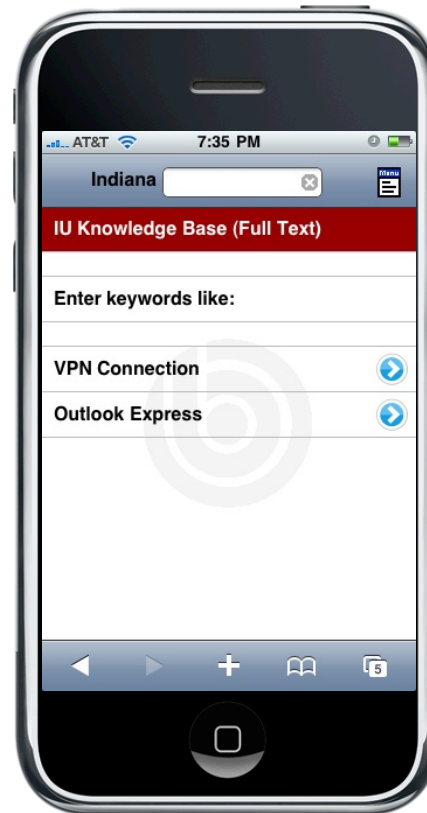 AT&T 7:35 PM
Indiana
Menu
IU Knowledge Base (Full Text)
Enter keywords like:
VPN Connection
Outlook Express
5